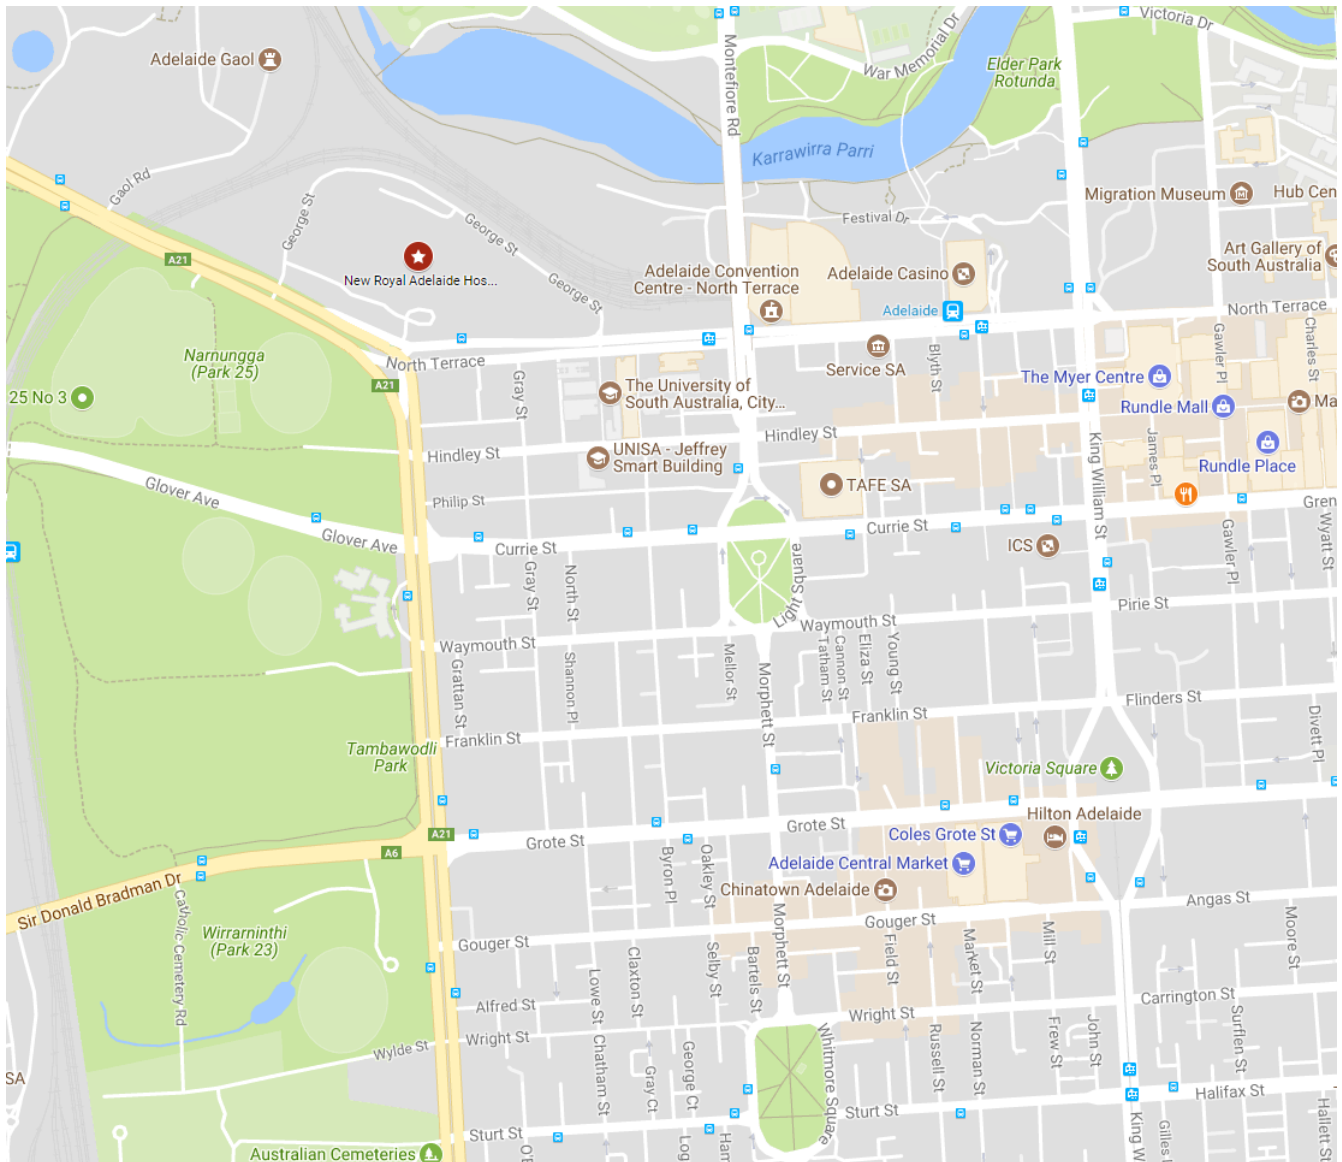 Victoria Dr
Adelaide Gaol
Montefiore Rd
War Memorial Dr
Elder Park
Rotunda
Karrawirra Parri
Gaol Rd
George St
George St
George St
Festival Dr
Migration Museum
Hub Cen
A21
New Royal Adelaide Hos...
Adelaide Convention
Centre - North Terrace
Adelaide Casino
Art Gallery of
South Australia
Adelaide
North Terrace
North Terrace
Narnungga
(Park 25)
25 No 3
A21
Gray St
The University of
South Australia, City...
Service SA
Blyth St
The Myer Centre
Gawler Pl
Charles St
Rundle Mall
Ma
Hindley St
Hindley St
UNISA - Jeffrey
Smart Building
King William St
James Pl
Rundle Place
Glover Ave
Philip St
TAFE SA
Glover Ave
Currie St
Currie St
Gren
ICS
Wyatt St
Gawler Pl
Gray St
North St
Light Square
Waymouth St
Waymouth St
Pirie St
Grattan St
Shannon Pl
Mellor St
Morphett St
Tatham St
Cannon St
Eliza St
Young St
Franklin St
Franklin St
Flinders St
Divett Pl
Tambawodli
Park
Victoria Square
A21
A6
Grote St
Grote St
Coles Grote St
Hilton Adelaide
Adelaide Central Market
Chinatown Adelaide
Sir Donald Bradman Dr
Catholic Cemetery Rd
Byron Pl
Oakley St
Morphett St
Gouger St
Gouger St
Angas St
Wirrarninthi
(Park 23)
Lowe St
Claxton St
Selby St
Bartels St
Field St
Market St
Mill St
Moore St
Alfred St
Wright St
Wright St
Carrington St
Wylde St
Chatham St
Gray Ct
George Ct
Whitmore Square
Russell St
Norman St
Frew St
John St
Surflen St
SA
Halifax St
Sturt St
Sturt St
Australian Cemeteries
O'B
Log
Ham
King W
Gilles
Hallett St